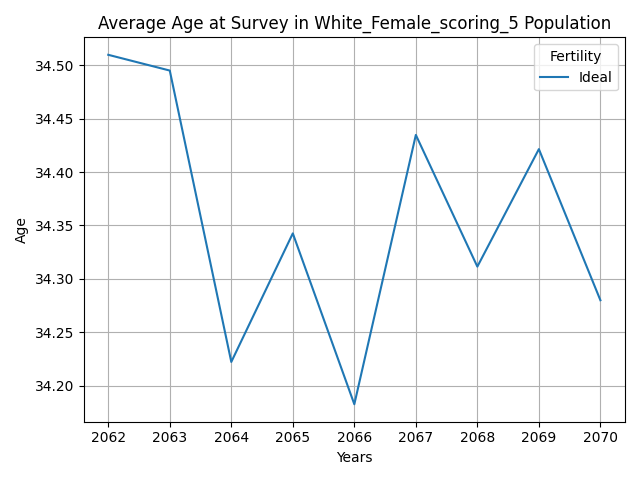 Average Age at Survey in White_Female_scoring_5 Population
Fertility
Ideal
34.50
34.45
34.40
34.35
34.30
34.25
34.20
Age
2062 2063 2064 2065 2066 2067 2068 2069 2070
Years